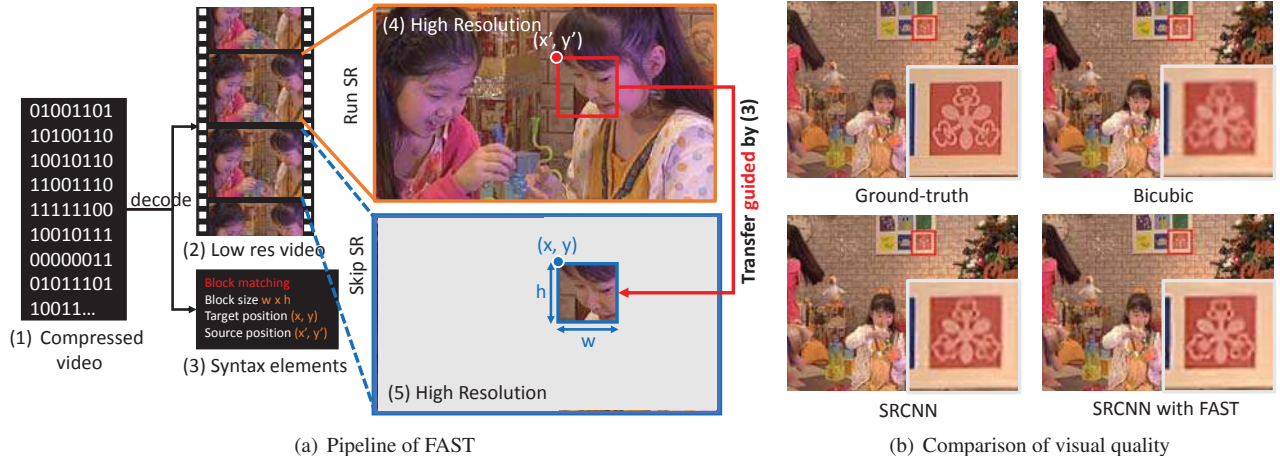 01001101
10100110
10010110
11001110
11111100
10010111
00000011
01011101
10011...
(1) Compressed
video
decode
(2) Low res video
Block matching
Block size w x h
Target position (x, y)
Source position (x’, y’)
(3) Syntax elements
Run SR
Skip SR
(4) High Resolution
(x’, y’)
(x, y)
h
w
(5) High Resolution
Transfer guided by (3)
(a) Pipeline of FAST
Ground-truth
Bicubic
SRCNN
SRCNN with FAST
(b) Comparison of visual quality